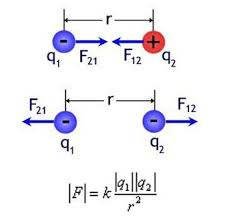 r
- +
q₁ F₂₁ F₁₂ q₂
r
F₂₁ - - F₁₂
q₁ q₂
|F| = k |q₁||q₂| / r²